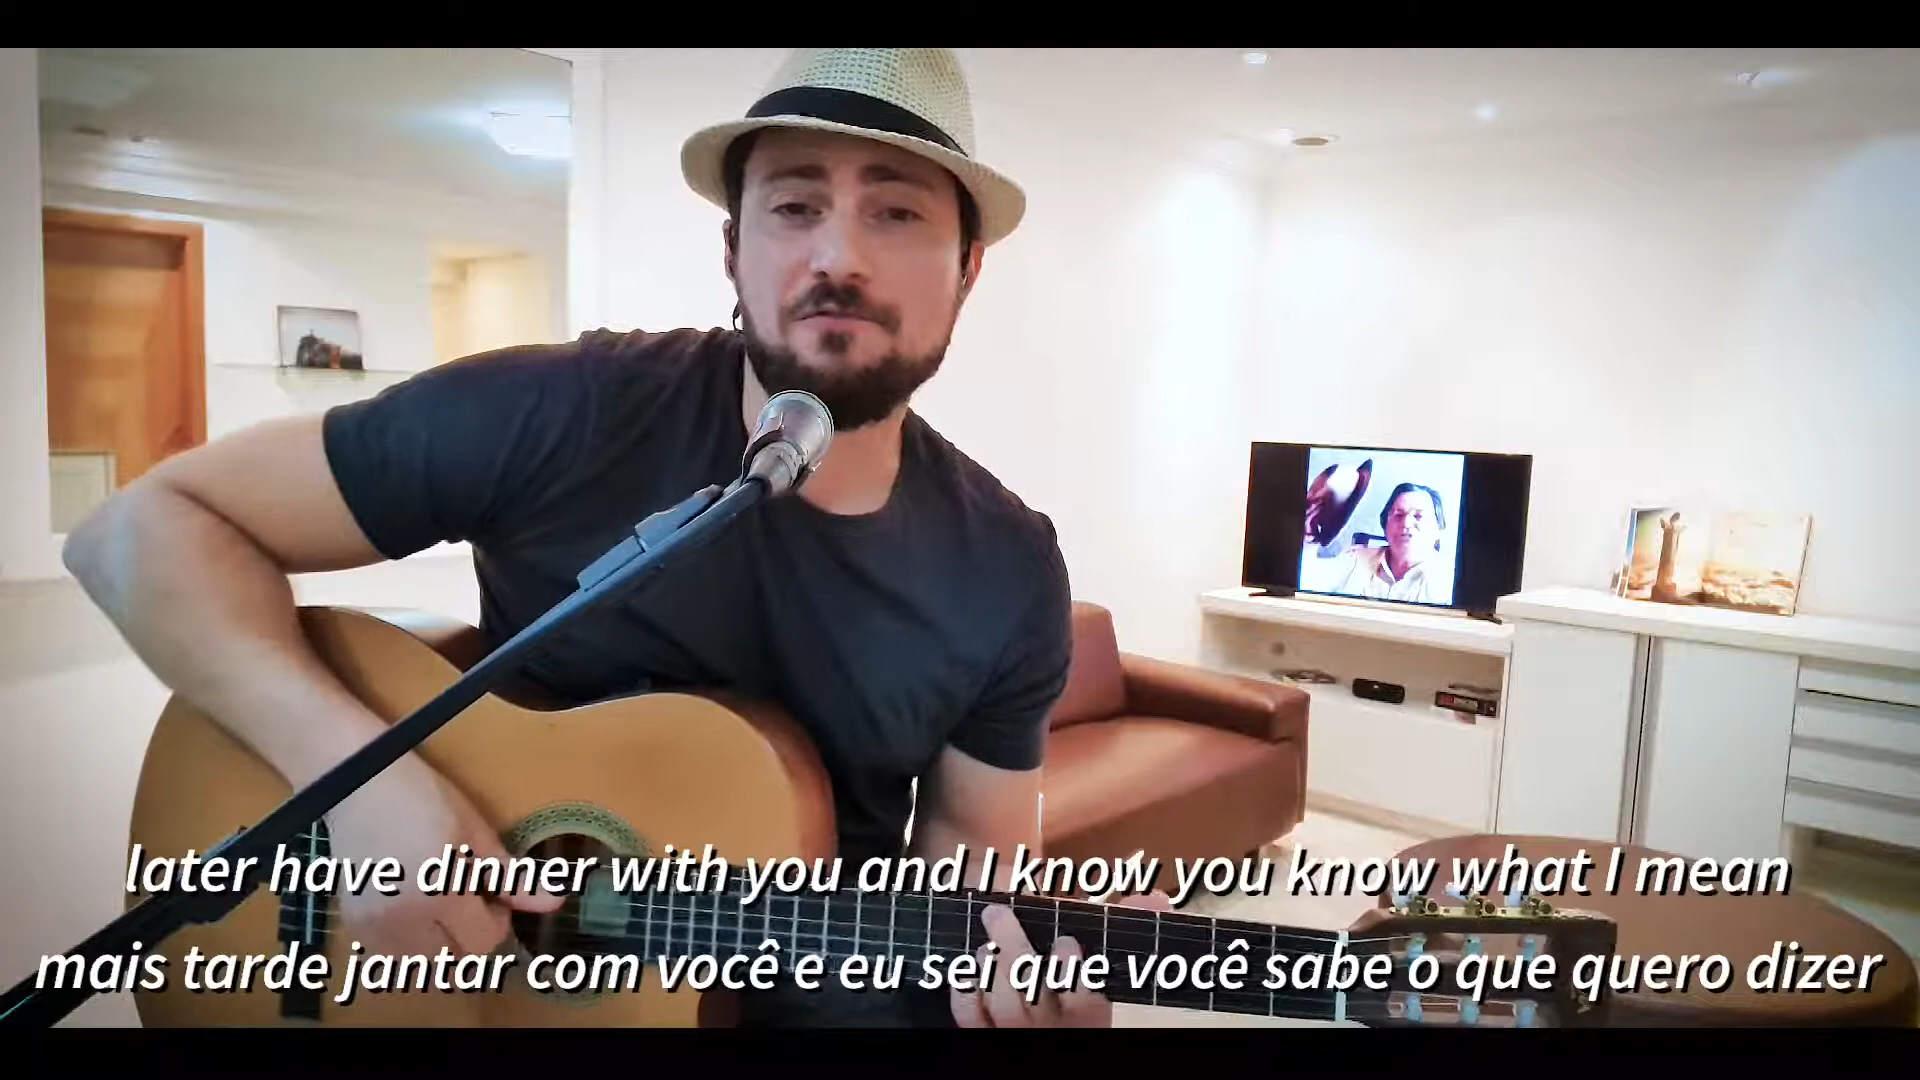 later have dinner with you and I know you know what I mean
mais tarde jantar com você e eu sei que você sabe o que quero dizer